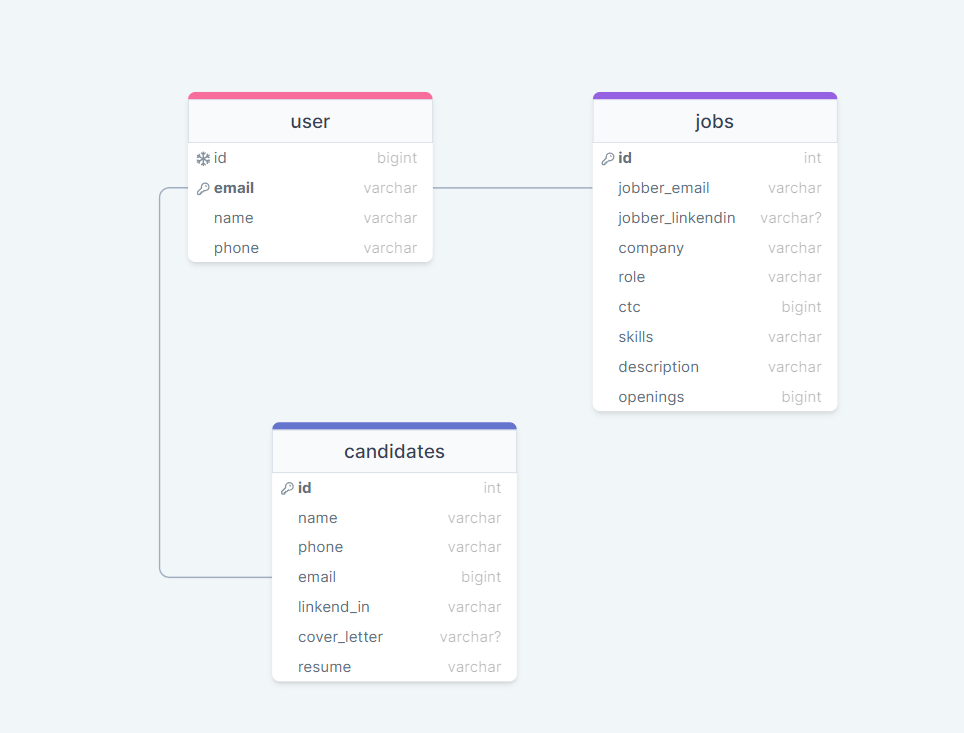 user
id bigint
email varchar
name varchar
phone varchar
jobs
id int
jobber_email varchar
jobber_linkendin varchar?
company varchar
role varchar
ctc bigint
skills varchar
description varchar
openings bigint
candidates
id int
name varchar
phone varchar
email bigint
linkend_in varchar
cover_letter varchar?
resume varchar